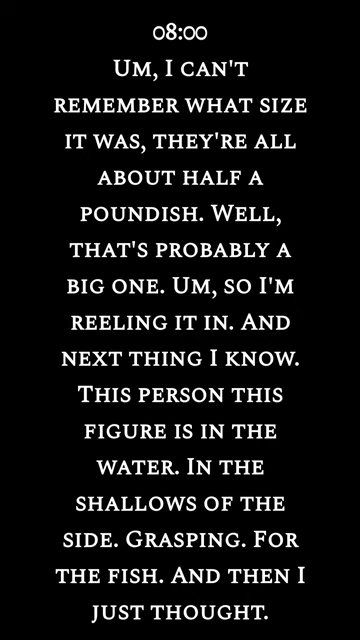 08:00
Um, I can't
remember what size
it was, they're all
about half a
poundish. Well,
that's probably a
big one. Um, so I'm
reeling it in. And
next thing I know.
This person this
figure is in the
water. In the
shallows of the
side. Grasping. For
the fish. And then I
just thought.